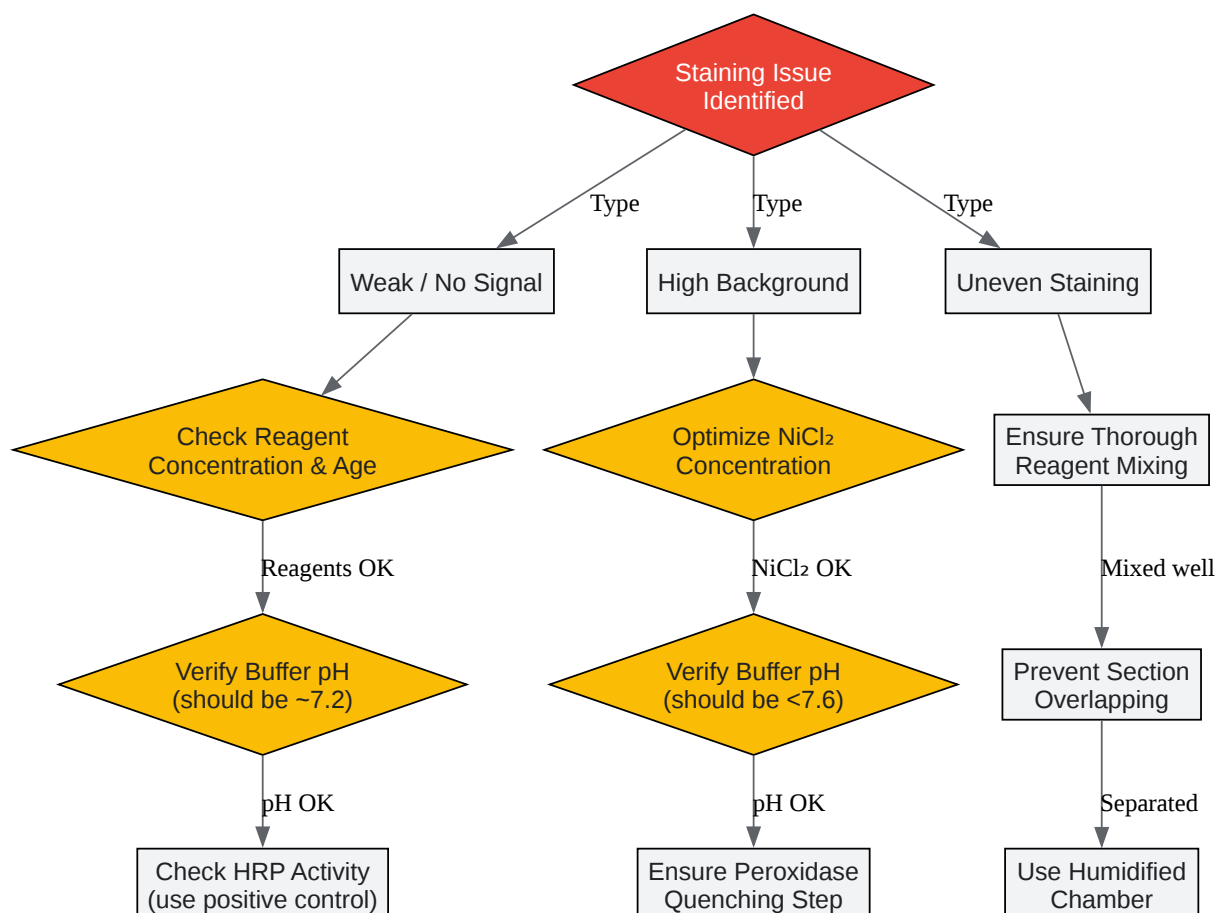 Staining Issue
Identified
Type
Type
Type
Weak / No Signal
High Background
Uneven Staining
Check Reagent
Concentration & Age
Optimize NiCl₂
Concentration
Ensure Thorough
Reagent Mixing
Reagents OK
NiCl₂ OK
Mixed well
Verify Buffer pH
(should be ~7.2)
Verify Buffer pH
(should be <7.6)
Prevent Section
Overlapping
pH OK
pH OK
Separated
Check HRP Activity
(use positive control)
Ensure Peroxidase
Quenching Step
Use Humidified
Chamber